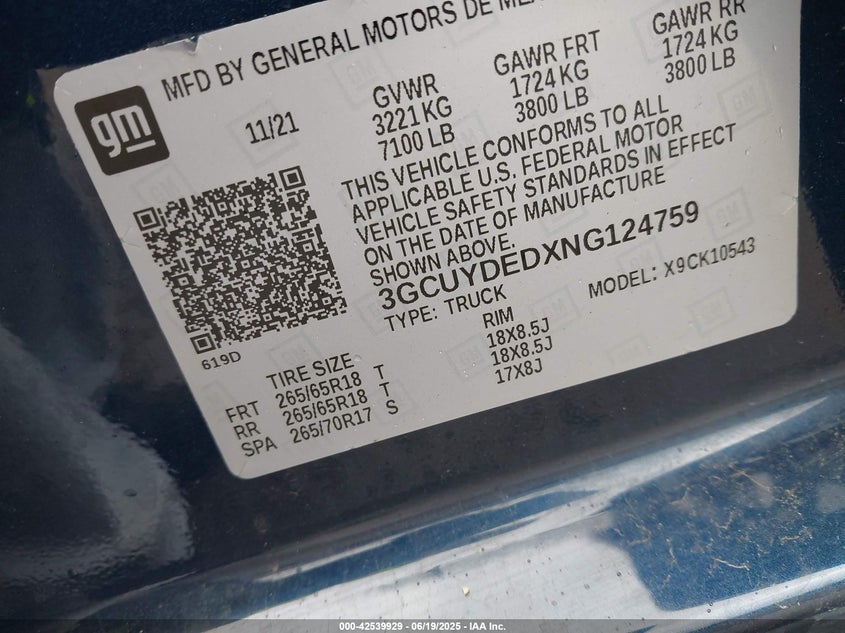 MFD BY GENERAL MOTORS DE
gm
11/21
GVWR
3221 KG
7100 LB
GAWR FRT
1724 KG
3800 LB
GAWR RR
1724 KG
3800 LB
THIS VEHICLE CONFORMS TO ALL
APPLICABLE U.S. FEDERAL MOTOR
VEHICLE SAFETY STANDARDS IN EFFECT
ON THE DATE OF MANUFACTURE
SHOWN ABOVE.
3GCUYDEDXNG124759
TYPE: TRUCK
MODEL: X9CK10543
619D
TIRE SIZE RIM
FRT 265/65R18 T 18X8.5J
RR 265/65R18 T 18X8.5J
SPA 265/70R17 S 17X8J
000-42539929 - 06/19/2025 - IAA Inc.